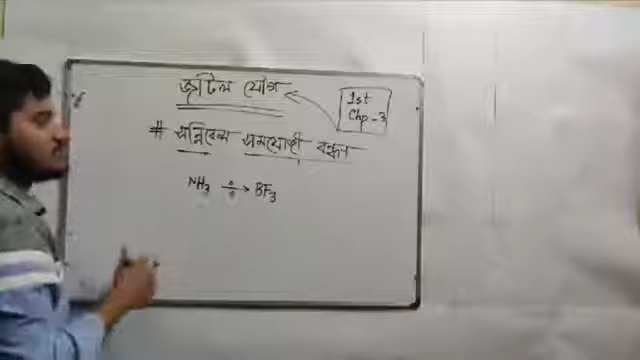 জটিল যৌগ
1st
Chp-3
# সন্নিবেশ সমযোজী বন্ধন
NH₃ → BF₃